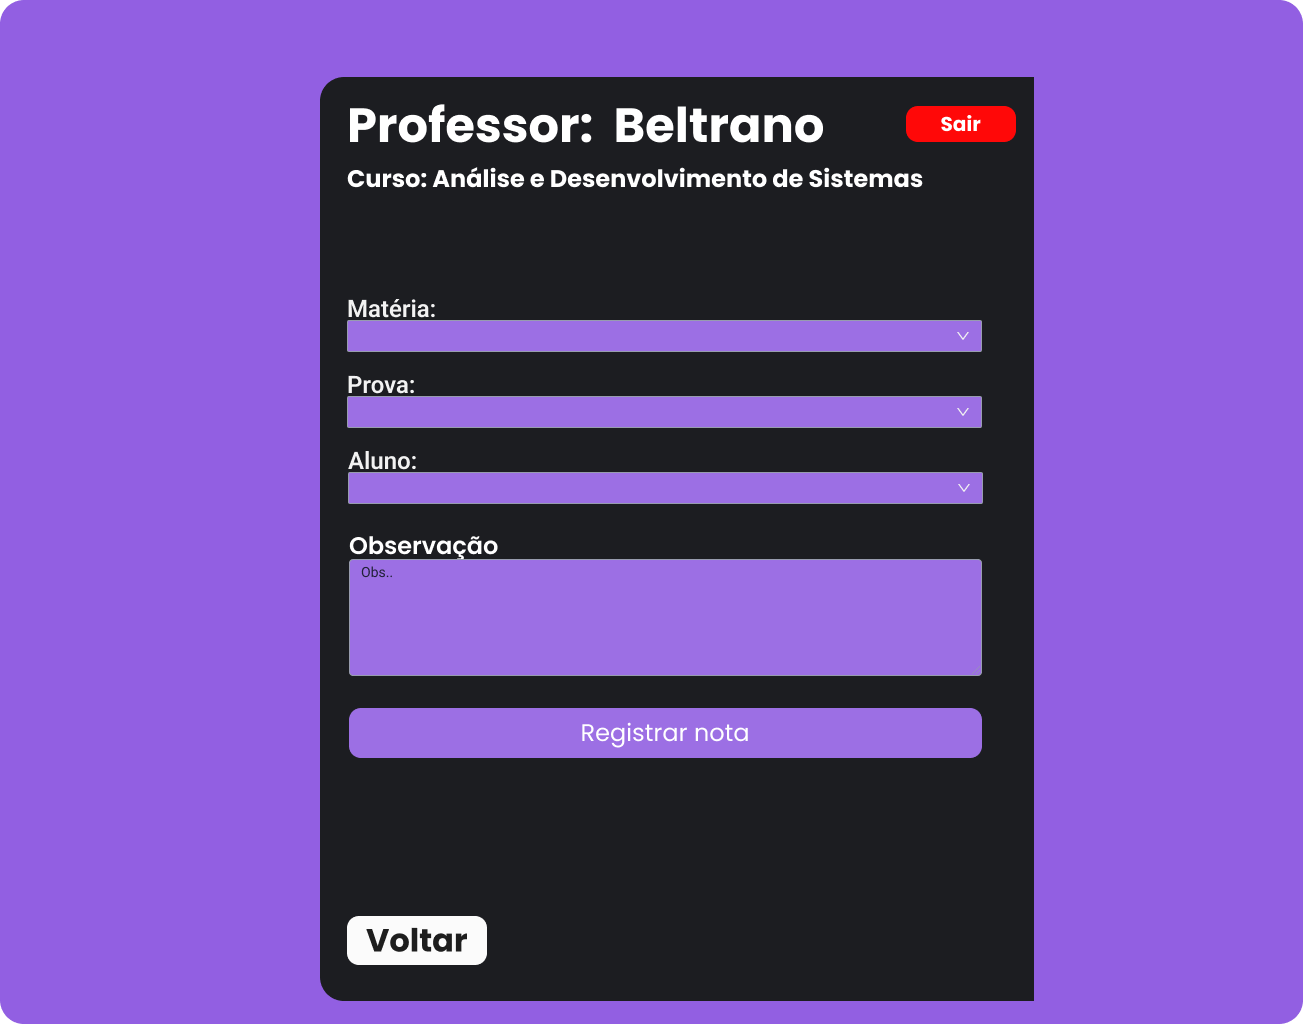 Professor: Beltrano
Sair
Curso: Análise e Desenvolvimento de Sistemas
Matéria:
Prova:
Aluno:
Observação
Obs..
Registrar nota
Voltar